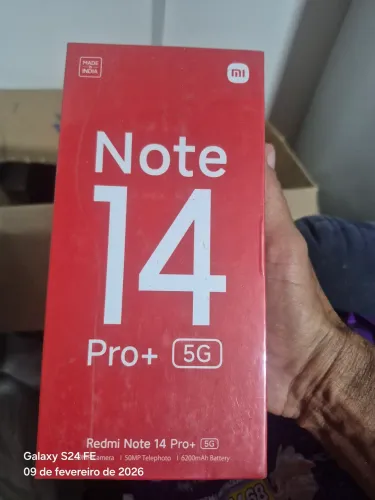 MADE
IN
INDIA
mi
Note
14
Pro+ 5G
Redmi Note 14 Pro+ 5G
Camera | 50MP Telephoto | 6200mAh Battery
Galaxy S24 FE
09 de fevereiro de 2026